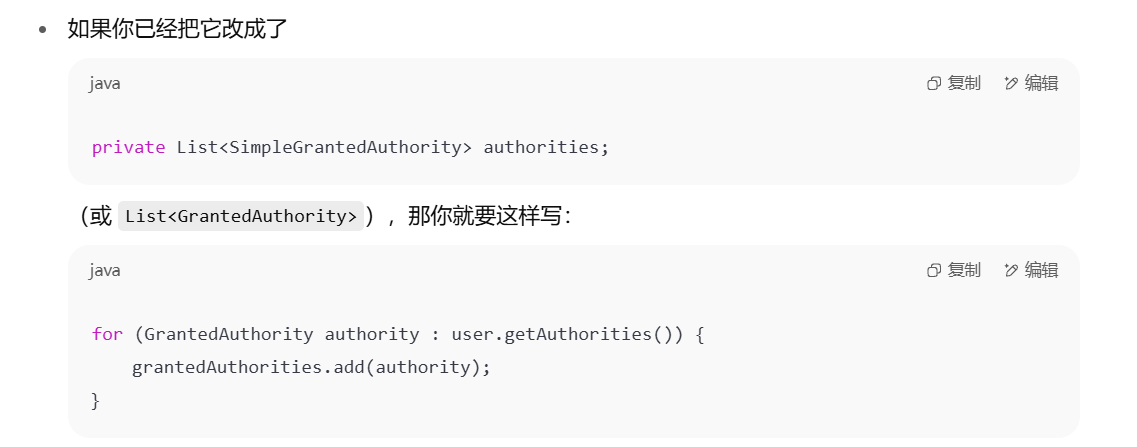 如果你已经把它改成了
java 复制 编辑
private List<SimpleGrantedAuthority> authorities;
（或 List<GrantedAuthority>），那你就要这样写：
java 复制 编辑
for (GrantedAuthority authority : user.getAuthorities()) {
    grantedAuthorities.add(authority);
}